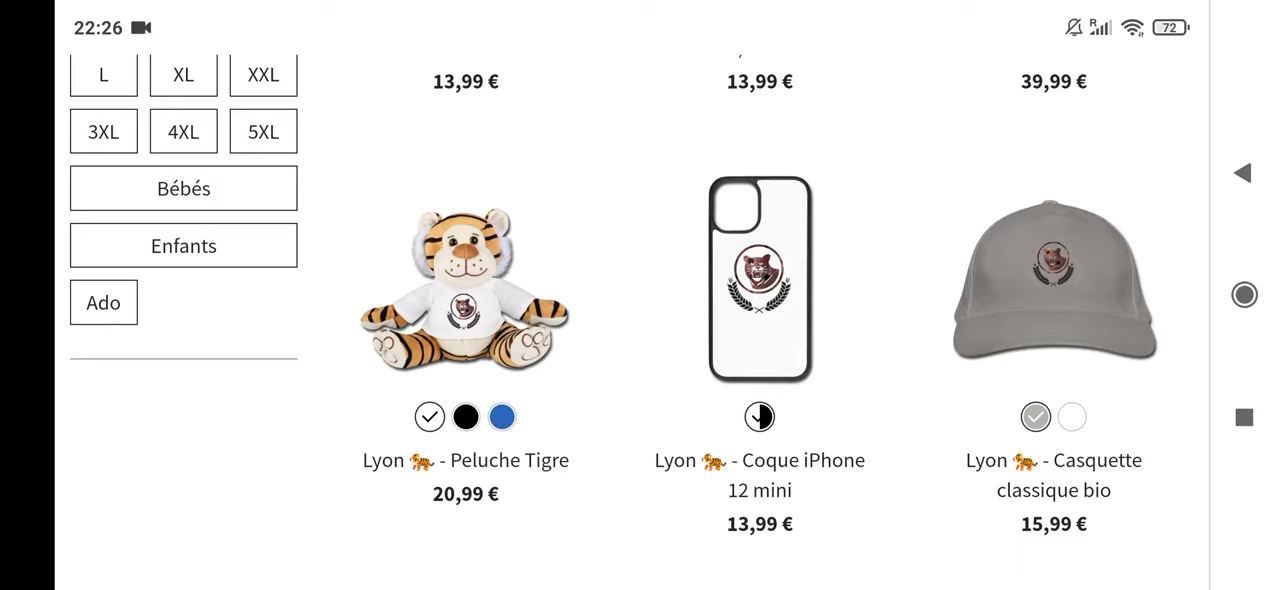 22:26
R
72
L XL XXL
3XL 4XL 5XL
Bébés
Enfants
Ado
13,99 € 13,99 € 39,99 €
Lyon 🐅 - Peluche Tigre
20,99 €
Lyon 🐅 - Coque iPhone
12 mini
13,99 €
Lyon 🐅 - Casquette
classique bio
15,99 €